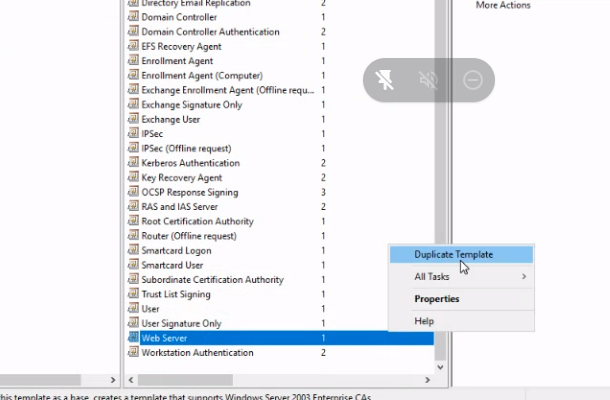 Directory Email Replication 2
More Actions
Domain Controller 1
Domain Controller Authentication 2
EFS Recovery Agent 1
Enrollment Agent 1
Enrollment Agent (Computer) 1
Exchange Enrollment Agent (Offline requ... 1
Exchange Signature Only 1
Exchange User 1
IPSec 1
IPSec (Offline request) 1
Kerberos Authentication 2
Key Recovery Agent 2
OCSP Response Signing 3
RAS and IAS Server 2
Root Certification Authority 1
Router (Offline request) 1
Smartcard Logon 1
Smartcard User 1
Subordinate Certification Authority 1
Trust List Signing 1
User 1
User Signature Only 1
Web Server 1
Workstation Authentication 2
Duplicate Template
All Tasks
Properties
Help
this template as a base, creates a template that supports Windows Server 2003 Enterprise CAs